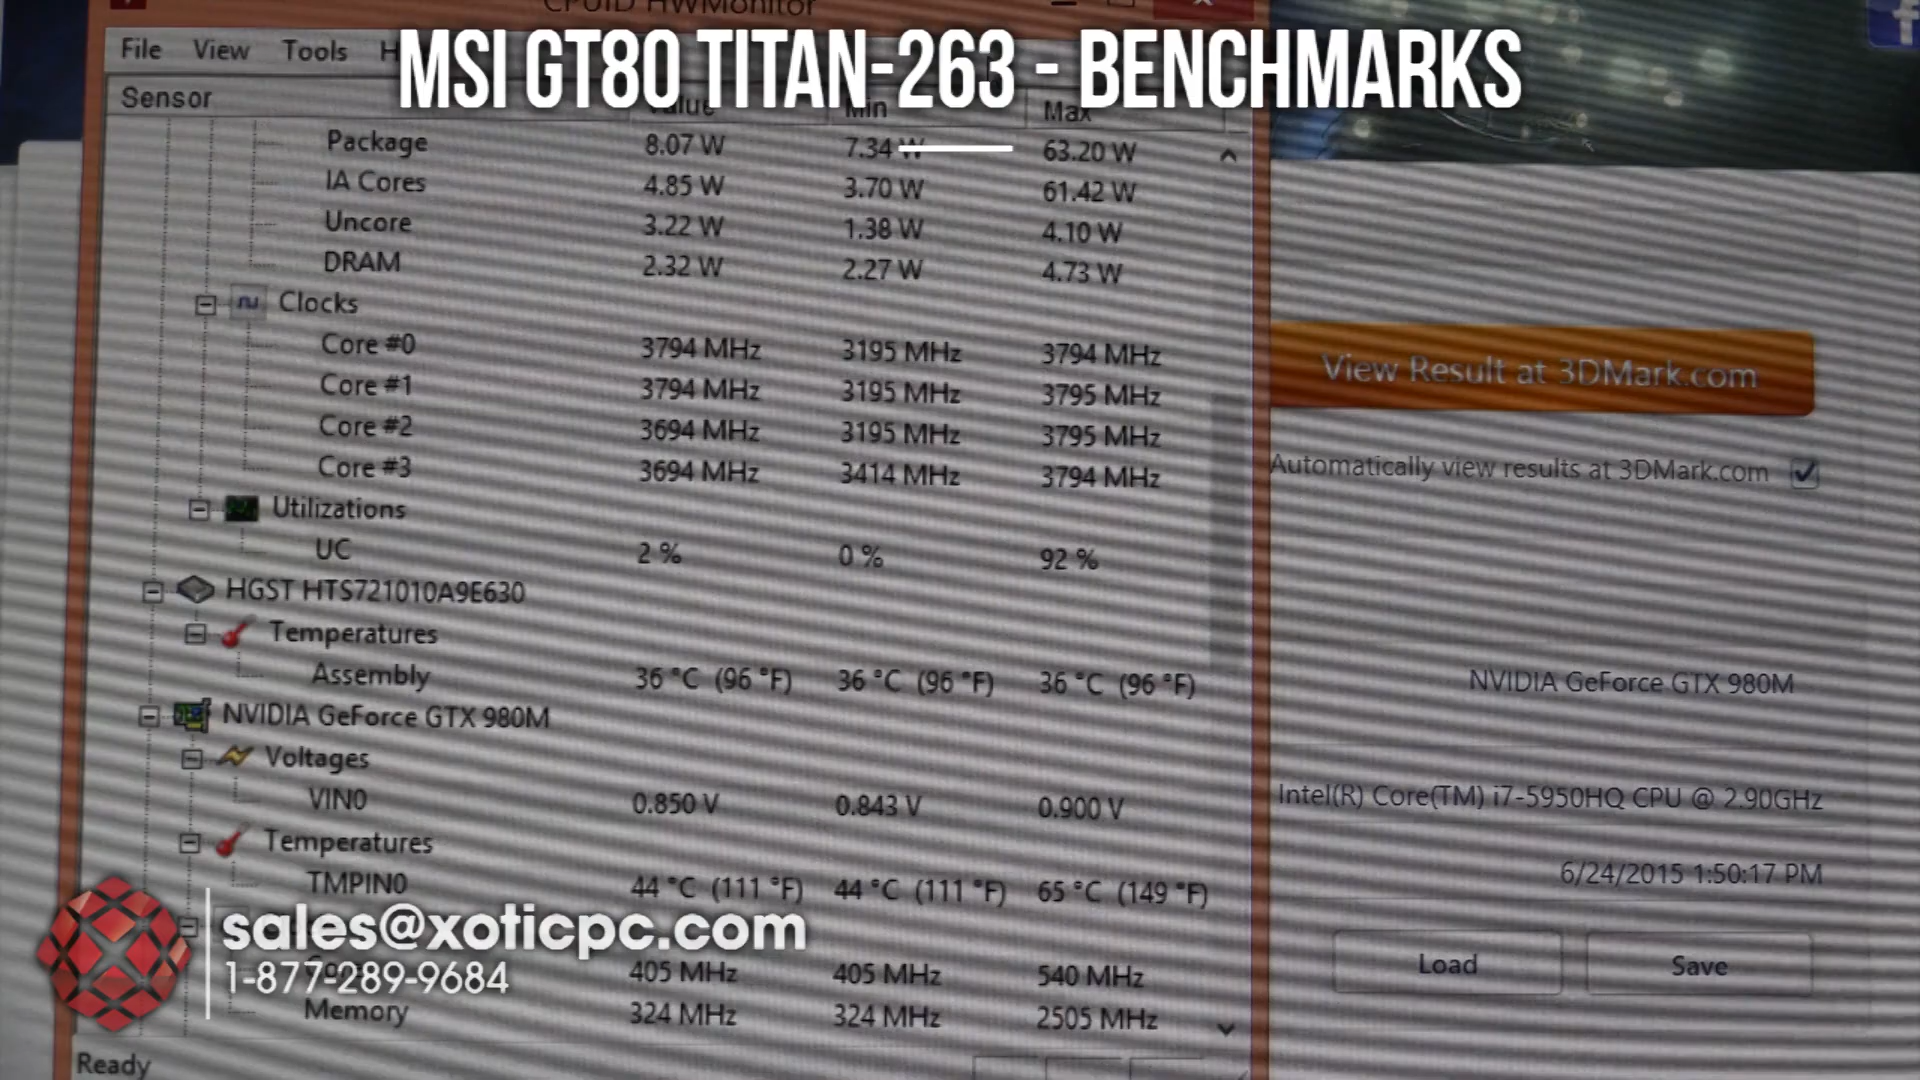 CPUID HWMonitor
MSI GT80 TITAN-263 - BENCHMARKS
File View Tools
Sensor Value Min Max
Package 8.07 W 7.34 W 63.20 W
IA Cores 4.85 W 3.70 W 61.42 W
Uncore 3.22 W 1.38 W 4.10 W
DRAM 2.32 W 2.27 W 4.73 W
Clocks
Core #0 3794 MHz 3195 MHz 3794 MHz
Core #1 3794 MHz 3195 MHz 3795 MHz
Core #2 3694 MHz 3195 MHz 3795 MHz
Core #3 3694 MHz 3414 MHz 3794 MHz
Utilizations
UC 2 % 0 % 92 %
HGST HTS721010A9E630
Temperatures
Assembly 36 °C (96 °F) 36 °C (96 °F) 36 °C (96 °F)
NVIDIA GeForce GTX 980M
Voltages
VIN0 0.850 V 0.843 V 0.900 V
Temperatures
TMPIN0 44 °C (111 °F) 44 °C (111 °F) 65 °C (149 °F)
405 MHz 405 MHz 540 MHz
Memory 324 MHz 324 MHz 2505 MHz
Ready
View Result at 3DMark.com
Automatically view results at 3DMark.com
NVIDIA GeForce GTX 980M
Intel(R) Core(TM) i7-5950HQ CPU @ 2.90GHz
6/24/2015 1:50:17 PM
Load Save
sales@xoticpc.com
1-877-289-9684